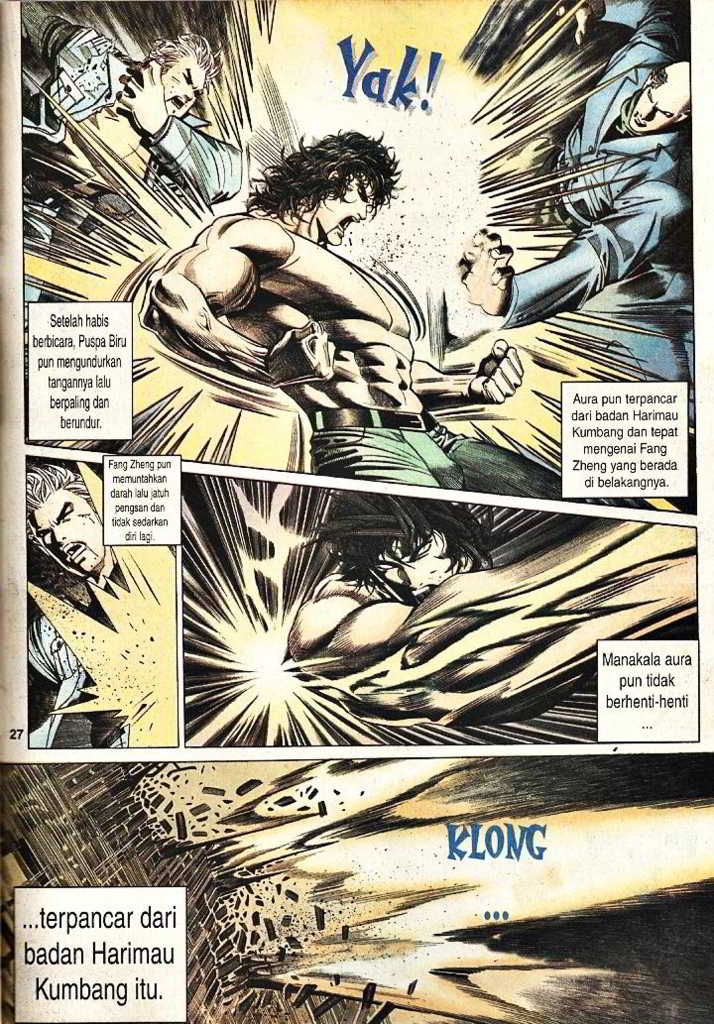 Yak!
Setelah habis
berbicara, Puspa Biru
pun mengundurkan
tangannya lalu
berpaling dan
berundur.
Aura pun terpancar
dari badan Harimau
Kumbang dan tepat
mengenai Fang
Zheng yang berada
di belakangnya.
Fang Zheng pun
memuntahkan
darah lalu jatuh
pengsan dan
tidak sedarkan
diri lagi.
Manakala aura
pun tidak
berhenti-henti
...
27
KLONG
...
...terpancar dari
badan Harimau
Kumbang itu.